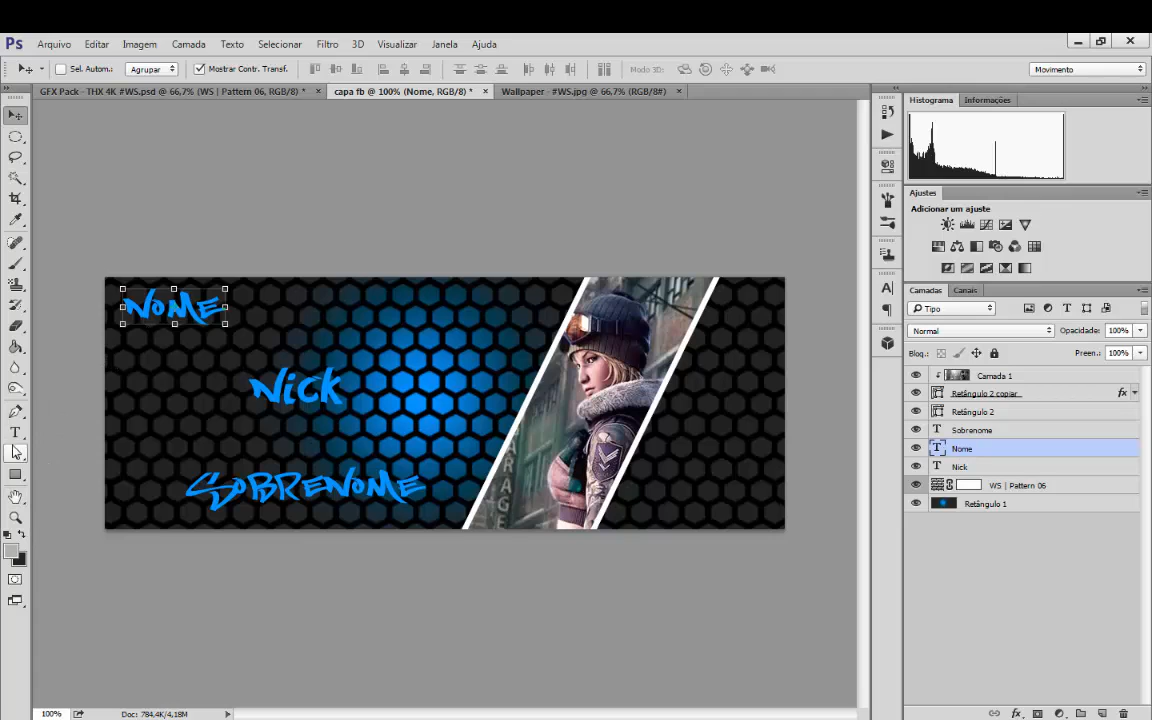 Ps Arquivo Editar Imagem Camada Texto Selecionar Filtro 3D Visualizar Janela Ajuda
Sel. Autom.: Agrupar Mostrar Contr. Transf. Modo 3D: Movimento
GFX Pack - THX 4K #WS.psd @ 66,7% (WS | Pattern 06, RGB/8) * × capa fb @ 100% (Nome, RGB/8) * × Wallpaper - #WS.jpg @ 66,7% (RGB/8#) ×
Histograma Informações
Ajustes
Adicionar um ajuste
Camadas Canais
Tipo
Normal Opacidade: 100%
Bloq.: Preen.: 100%
Camada 1
Retângulo 2 copiar fx
Retângulo 2
T Sobrenome
T Nome
T Nick
WS | Pattern 06
Retângulo 1
Nome
Nick
Sobrenome
100% Doc: 784,4K/4,18M
fx